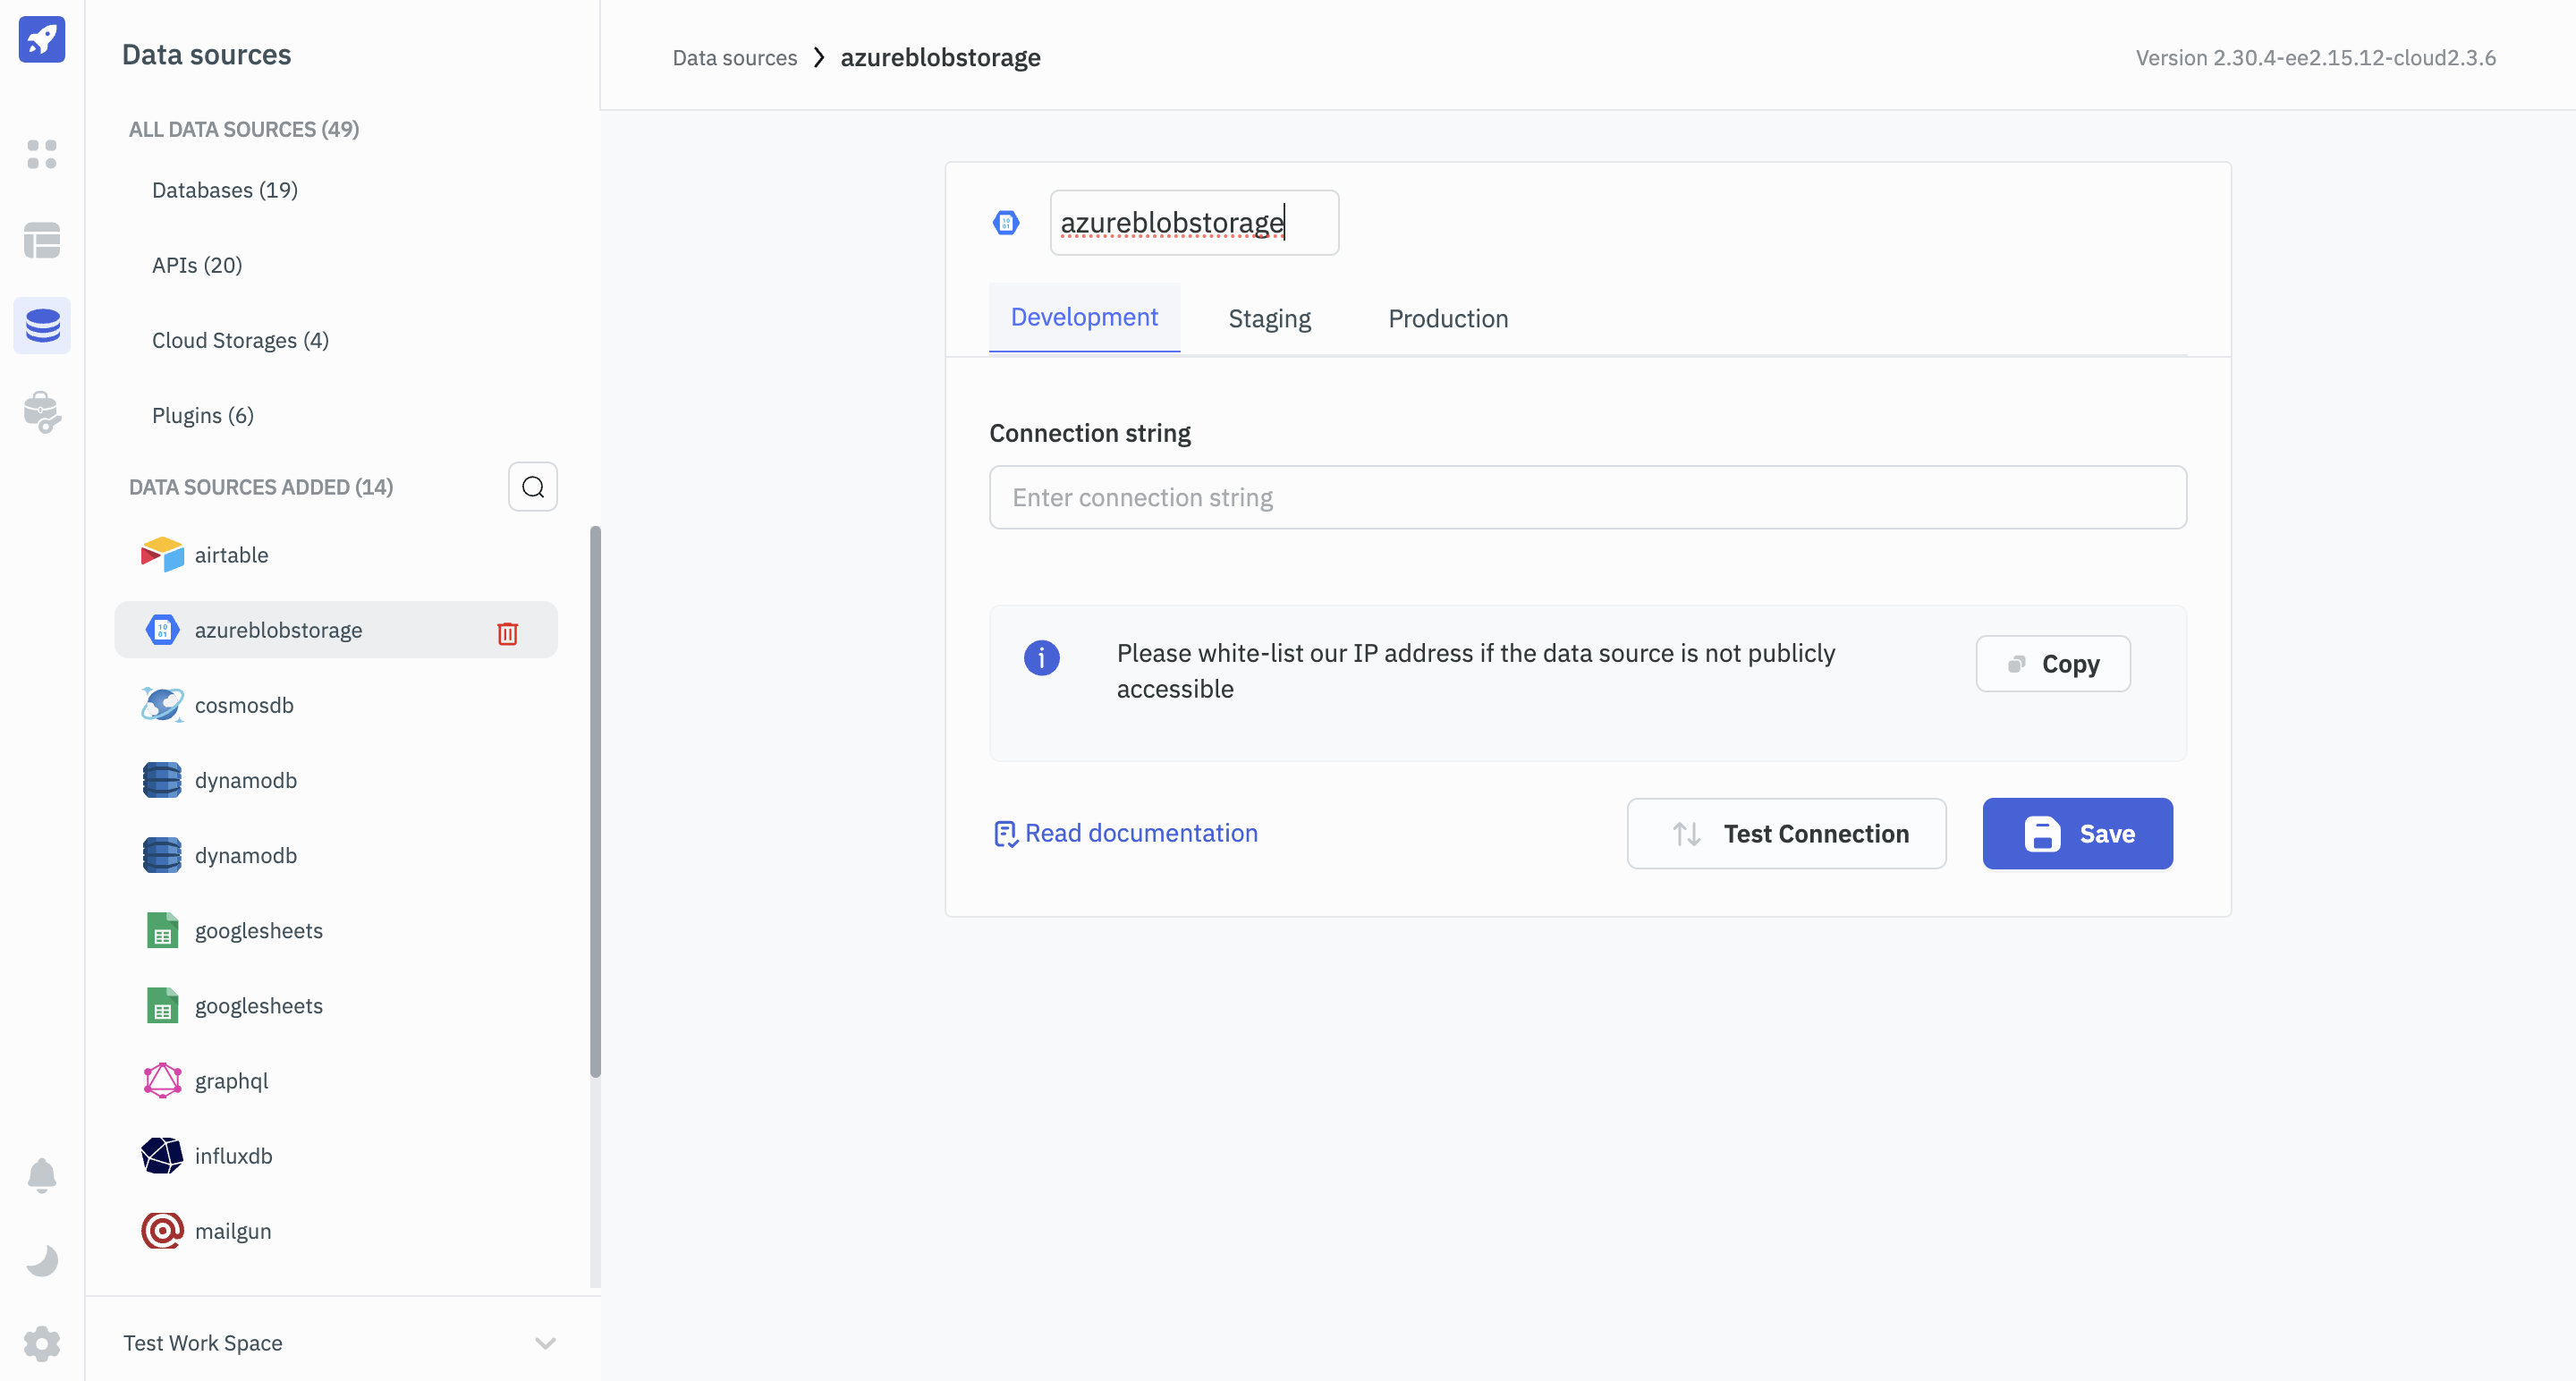 Data sources
ALL DATA SOURCES (49)
Databases (19)
APIs (20)
Cloud Storages (4)
Plugins (6)
DATA SOURCES ADDED (14)
airtable
azureblobstorage
cosmosdb
dynamodb
dynamodb
googlesheets
googlesheets
graphql
influxdb
mailgun
Test Work Space
Data sources azureblobstorage
Version 2.30.4-ee2.15.12-cloud2.3.6
azureblobstorage
Development Staging Production
Connection string
Enter connection string
Please white-list our IP address if the data source is not publicly
accessible
Copy
Read documentation
Test Connection
Save